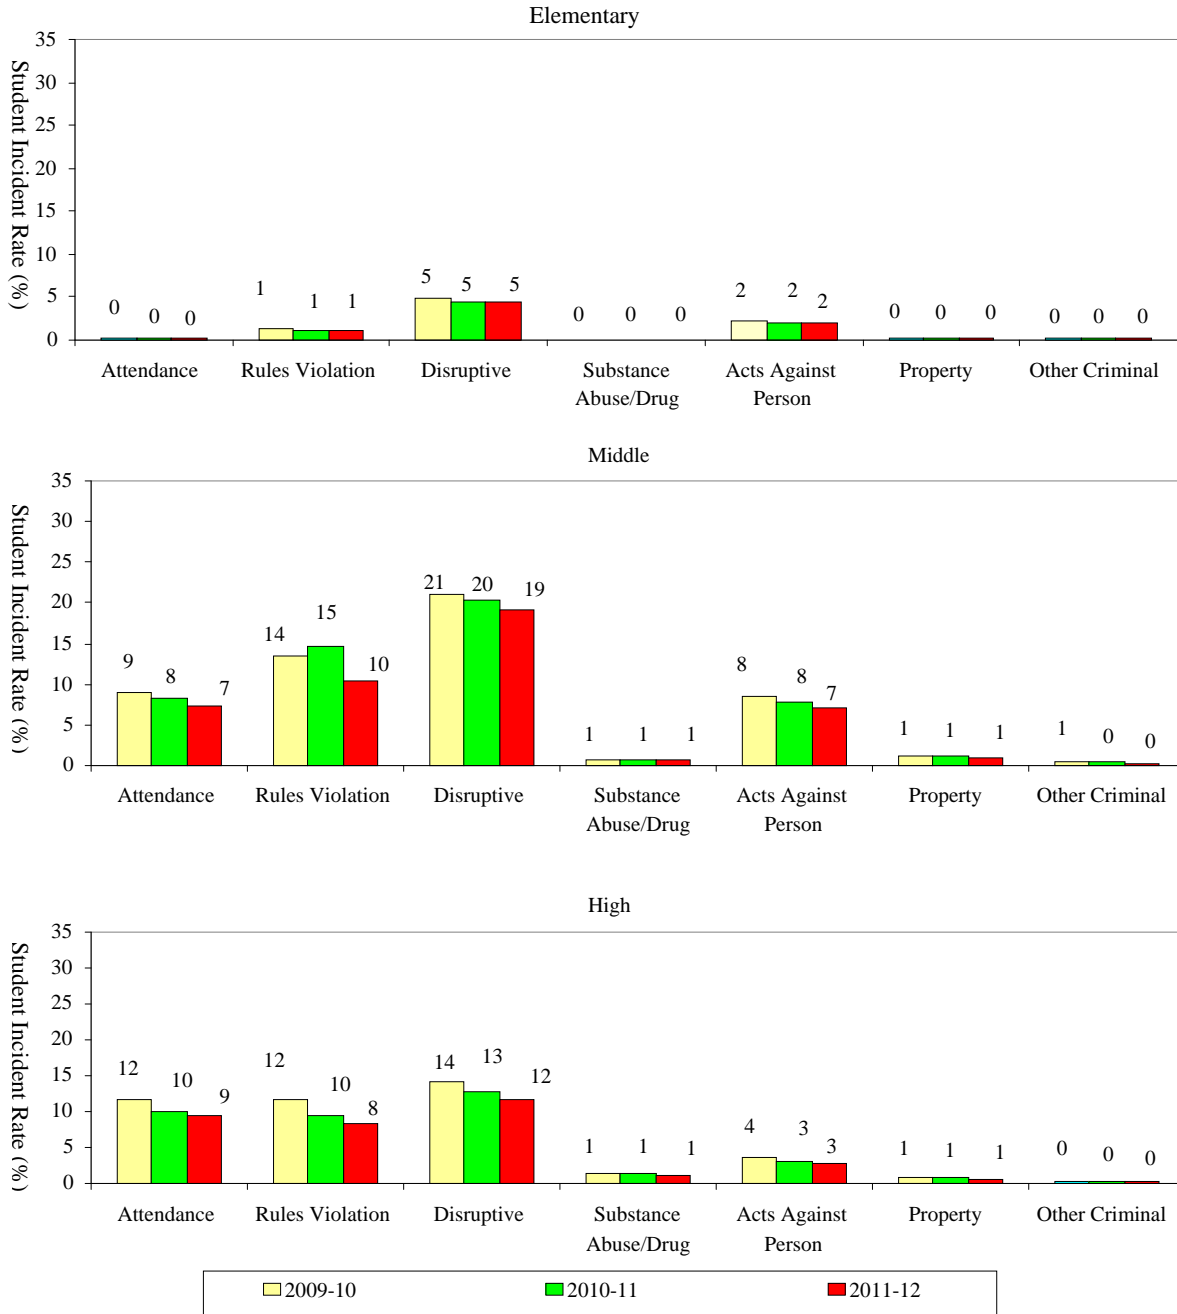 Elementary
Student Incident Rate (%)
35
30
25
20
15
10
5
0
0 0 0 1 1 1 5 5 5 0 0 0 2 2 2 0 0 0 0 0 0
Attendance Rules Violation Disruptive Substance Abuse/Drug Acts Against Person Property Other Criminal
Middle
Student Incident Rate (%)
35
30
25
20
15
10
5
0
9 8 7 14 15 10 21 20 19 1 1 1 8 8 7 1 1 1 1 0 0
Attendance Rules Violation Disruptive Substance Abuse/Drug Acts Against Person Property Other Criminal
High
Student Incident Rate (%)
35
30
25
20
15
10
5
0
12 10 9 12 10 8 14 13 12 1 1 1 4 3 3 1 1 1 0 0 0
Attendance Rules Violation Disruptive Substance Abuse/Drug Acts Against Person Property Other Criminal
2009-10 2010-11 2011-12